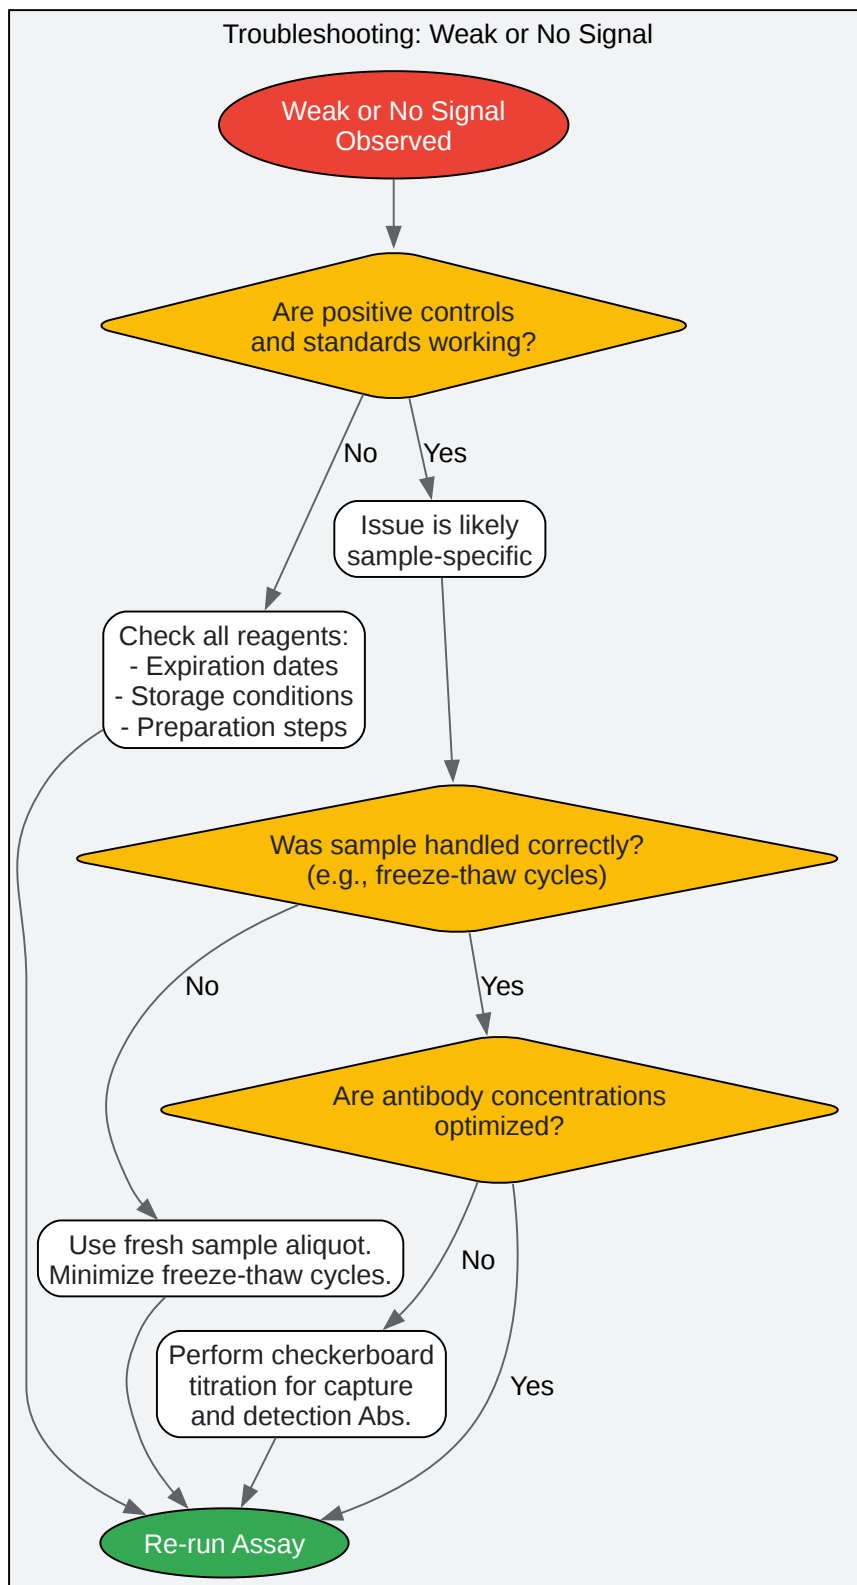 Troubleshooting: Weak or No Signal
Weak or No Signal
Observed
Are positive controls
and standards working?
No
Yes
Issue is likely
sample-specific
Check all reagents:
- Expiration dates
- Storage conditions
- Preparation steps
Was sample handled correctly?
(e.g., freeze-thaw cycles)
No
Yes
Are antibody concentrations
optimized?
Use fresh sample aliquot.
Minimize freeze-thaw cycles.
No
Perform checkerboard
titration for capture
and detection Abs.
Yes
Re-run Assay